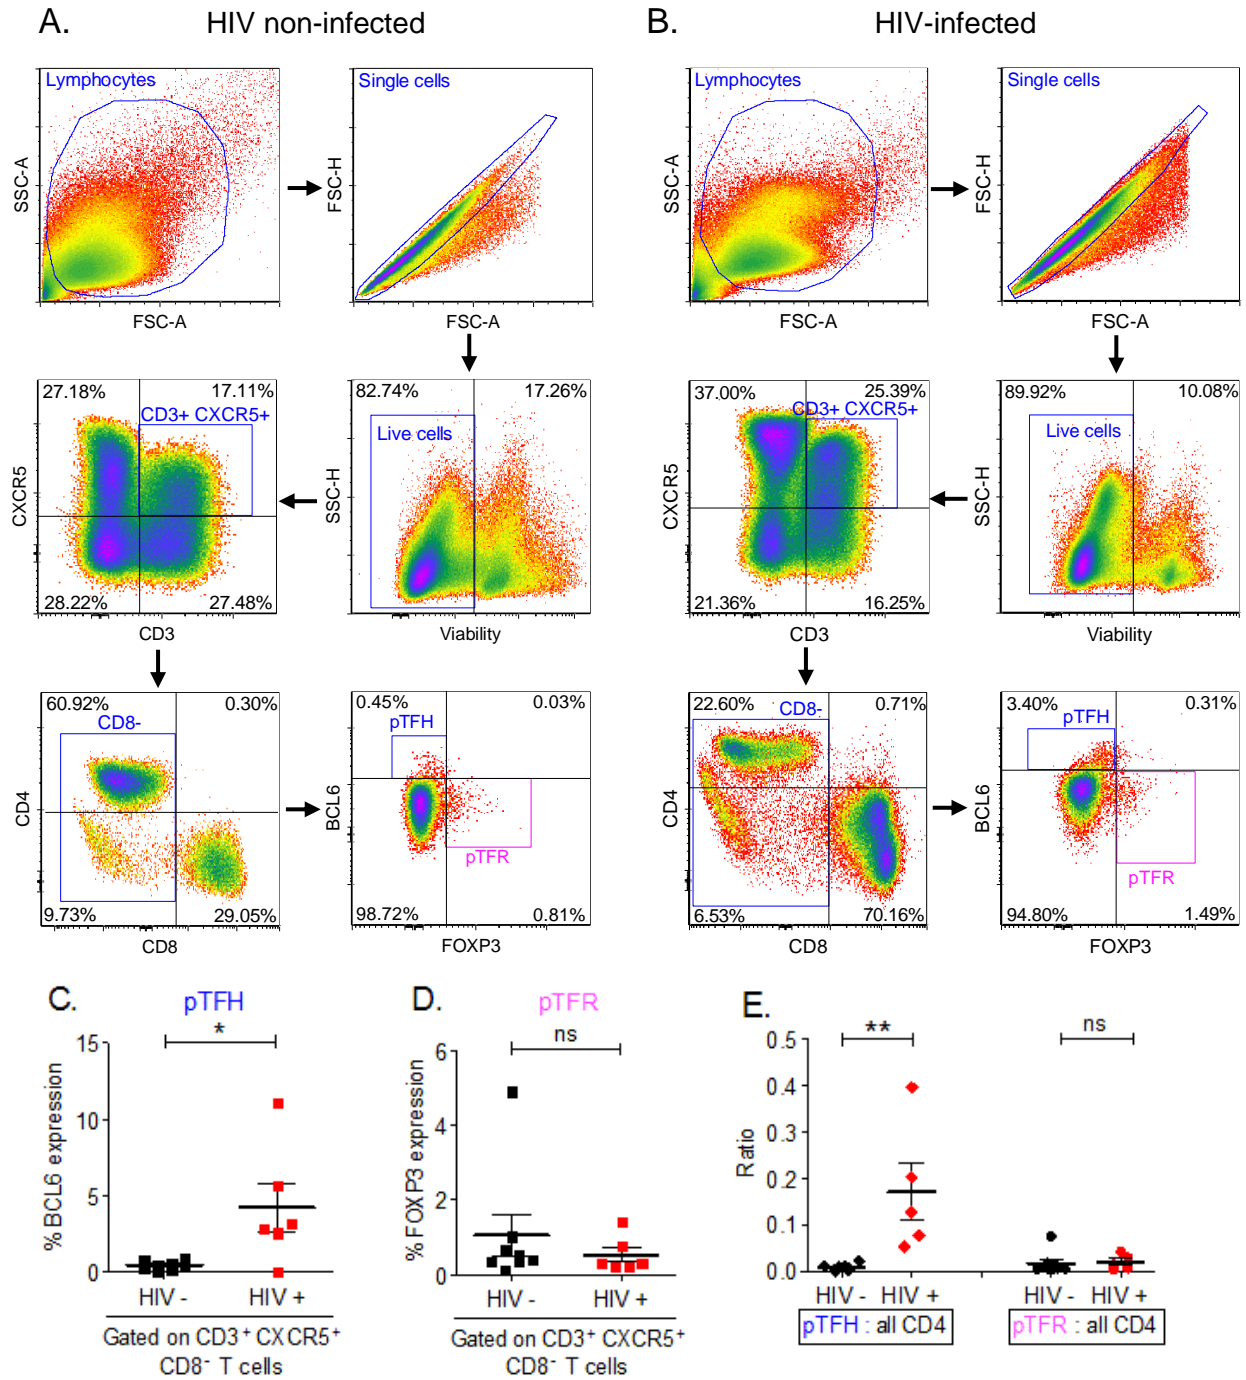 A.
HIV non-infected
B.
HIV-infected
Lymphocytes
SSC-A
FSC-A
Single cells
FSC-H
FSC-A
Lymphocytes
SSC-A
FSC-A
Single cells
FSC-H
FSC-A
27.18%
17.11%
CD3+ CXCR5+
CXCR5
28.22%
27.48%
CD3
82.74%
17.26%
Live cells
SSC-H
Viability
37.00%
25.39%
CD3+ CXCR5+
CXCR5
21.36%
16.25%
CD3
89.92%
10.08%
Live cells
SSC-H
Viability
60.92%
0.30%
CD8-
CD4
9.73%
29.05%
CD8
0.45%
0.03%
pTFH
BCL6
pTFR
98.72%
0.81%
FOXP3
22.60%
0.71%
CD8-
CD4
6.53%
70.16%
CD8
3.40%
0.31%
pTFH
BCL6
pTFR
94.80%
1.49%
FOXP3
C.
pTFH
*
15
10
5
0
% BCL6 expression
HIV -
HIV +
Gated on CD3⁺ CXCR5⁺
CD8⁻ T cells
D.
pTFR
ns
6
4
2
0
% FOXP3 expression
HIV -
HIV +
Gated on CD3⁺ CXCR5⁺
CD8⁻ T cells
E.
**
ns
0.5
0.4
0.3
0.2
0.1
0.0
Ratio
HIV -
HIV +
HIV -
HIV +
pTFH : all CD4
pTFR : all CD4